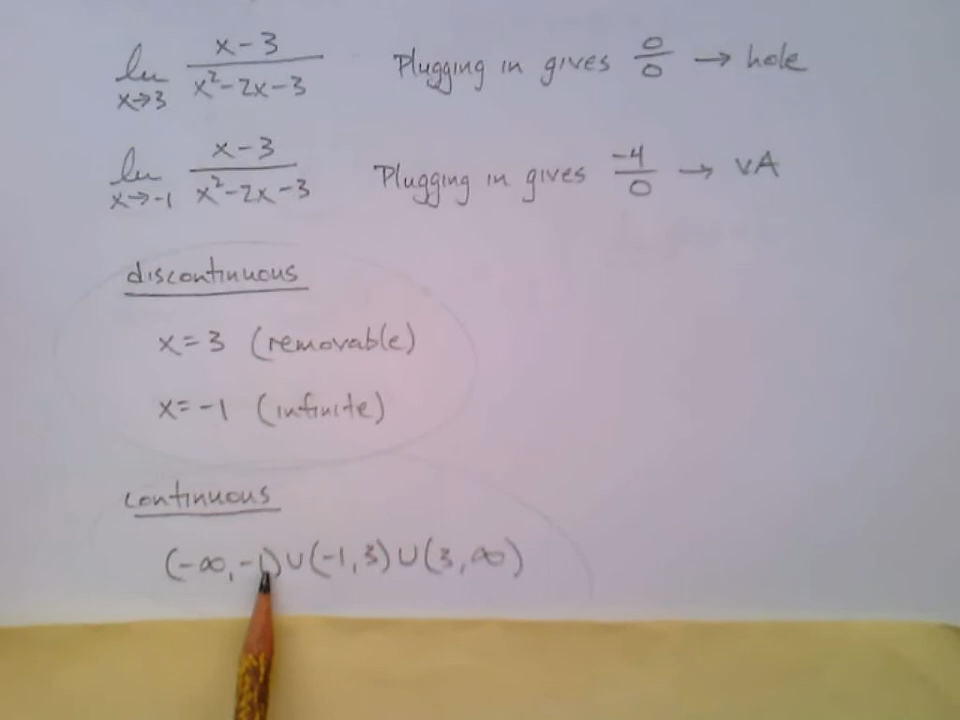 lim x→3 x-3 / x²-2x-3 Plugging in gives 0/0 → hole
lim x→-1 x-3 / x²-2x-3 Plugging in gives -4/0 → VA
discontinuous
x=3 (removable)
x=-1 (infinite)
continuous
(-∞,-1)∪(-1,3)∪(3,∞)